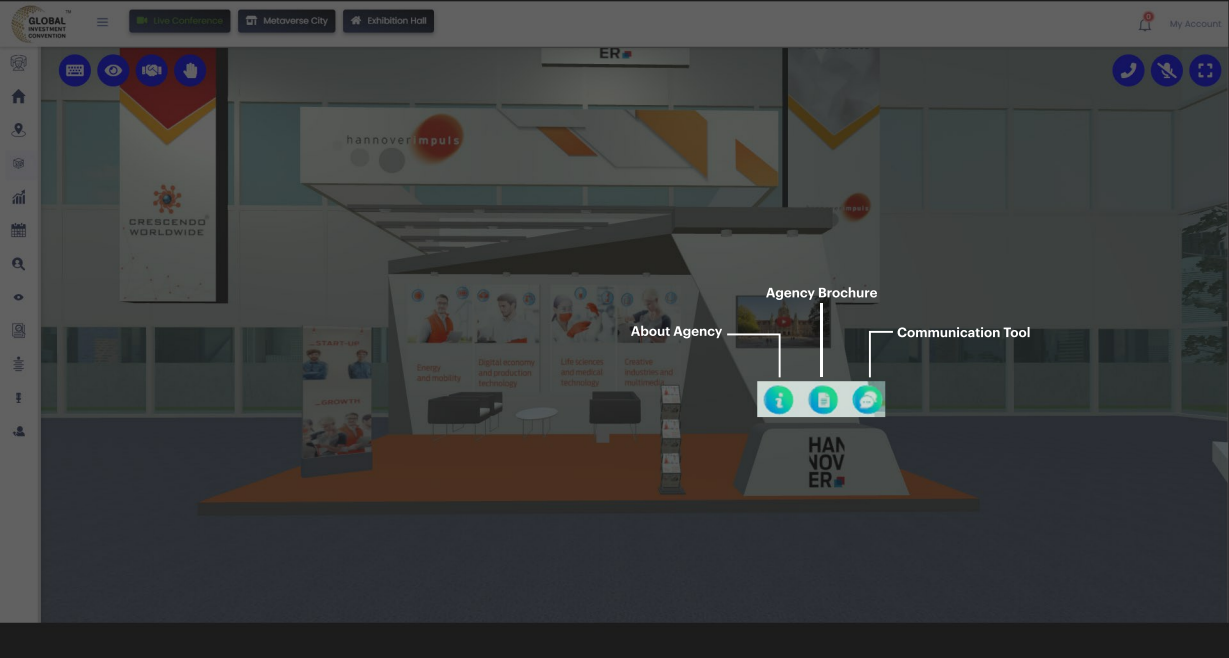 GLOBAL
INVESTMENT
CONVENTION
TM
Live Conference
Metaverse City
Exhibition Hall
0
My Account
ER
hannoverimpuls
CRESCENDO
WORLDWIDE
impuls
Agency Brochure
About Agency
Communication Tool
...START-UP
...GROWTH
Energy
and mobility
Digital economy
and production
technology
Life sciences
and medical
technology
Creative
industries and
multimedia
HAN
NOV
ER